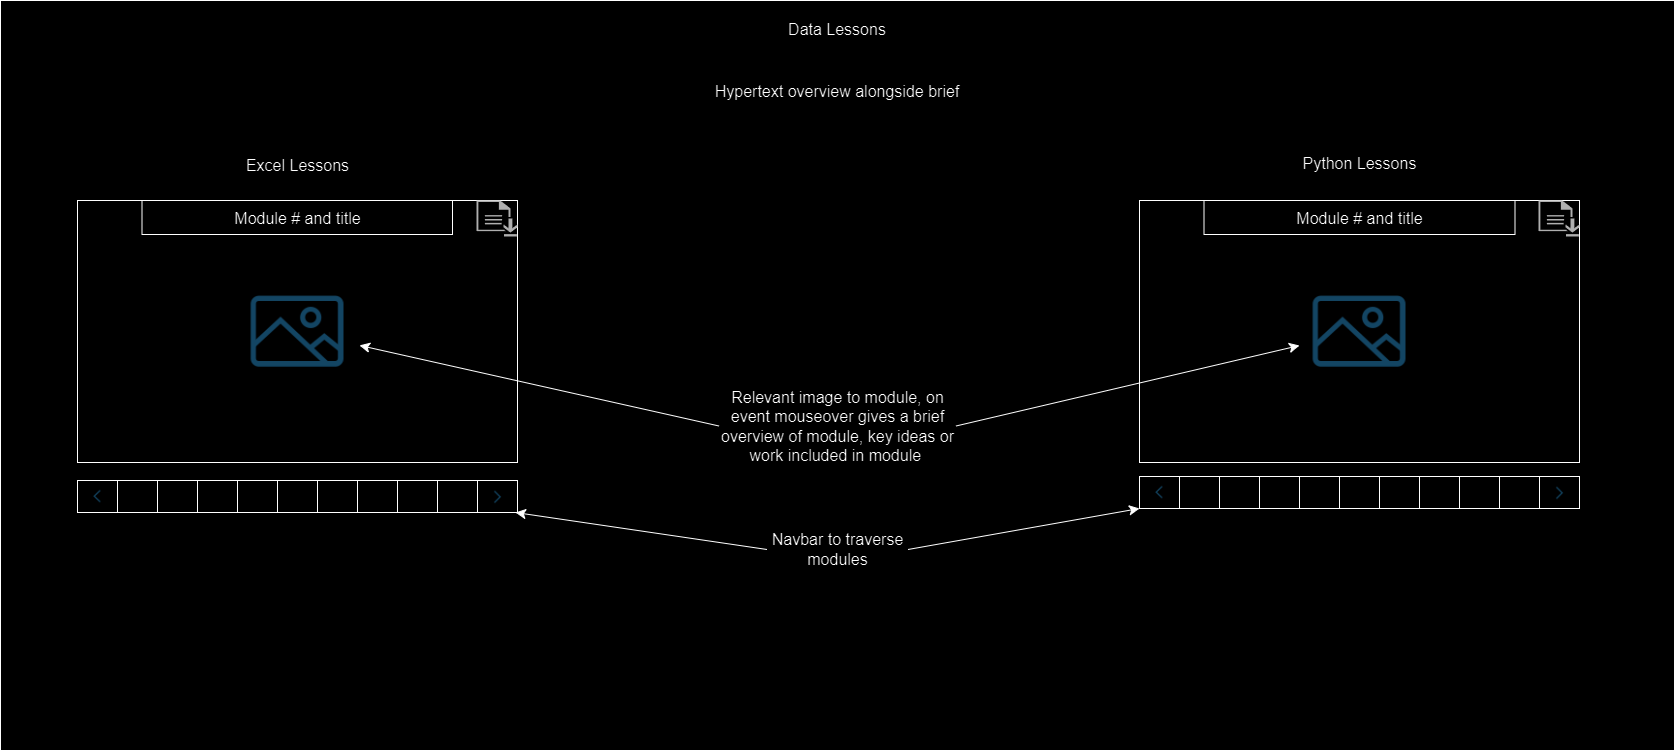 Data Lessons
Hypertext overview alongside brief
Excel Lessons
Python Lessons
Module # and title
Module # and title
Relevant image to module, on
event mouseover gives a brief
overview of module, key ideas or
work included in module
Navbar to traverse
modules